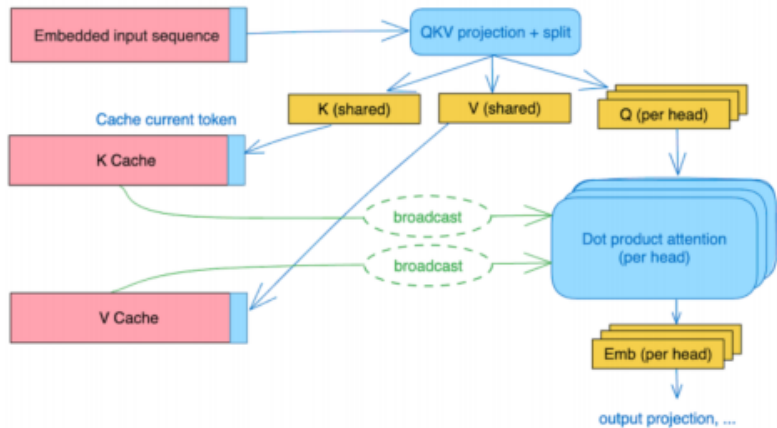 Embedded input sequence
QKV projection + split
K (shared)
V (shared)
Q (per head)
Cache current token
K Cache
broadcast
Dot product attention
(per head)
broadcast
V Cache
Emb (per head)
output projection, ...